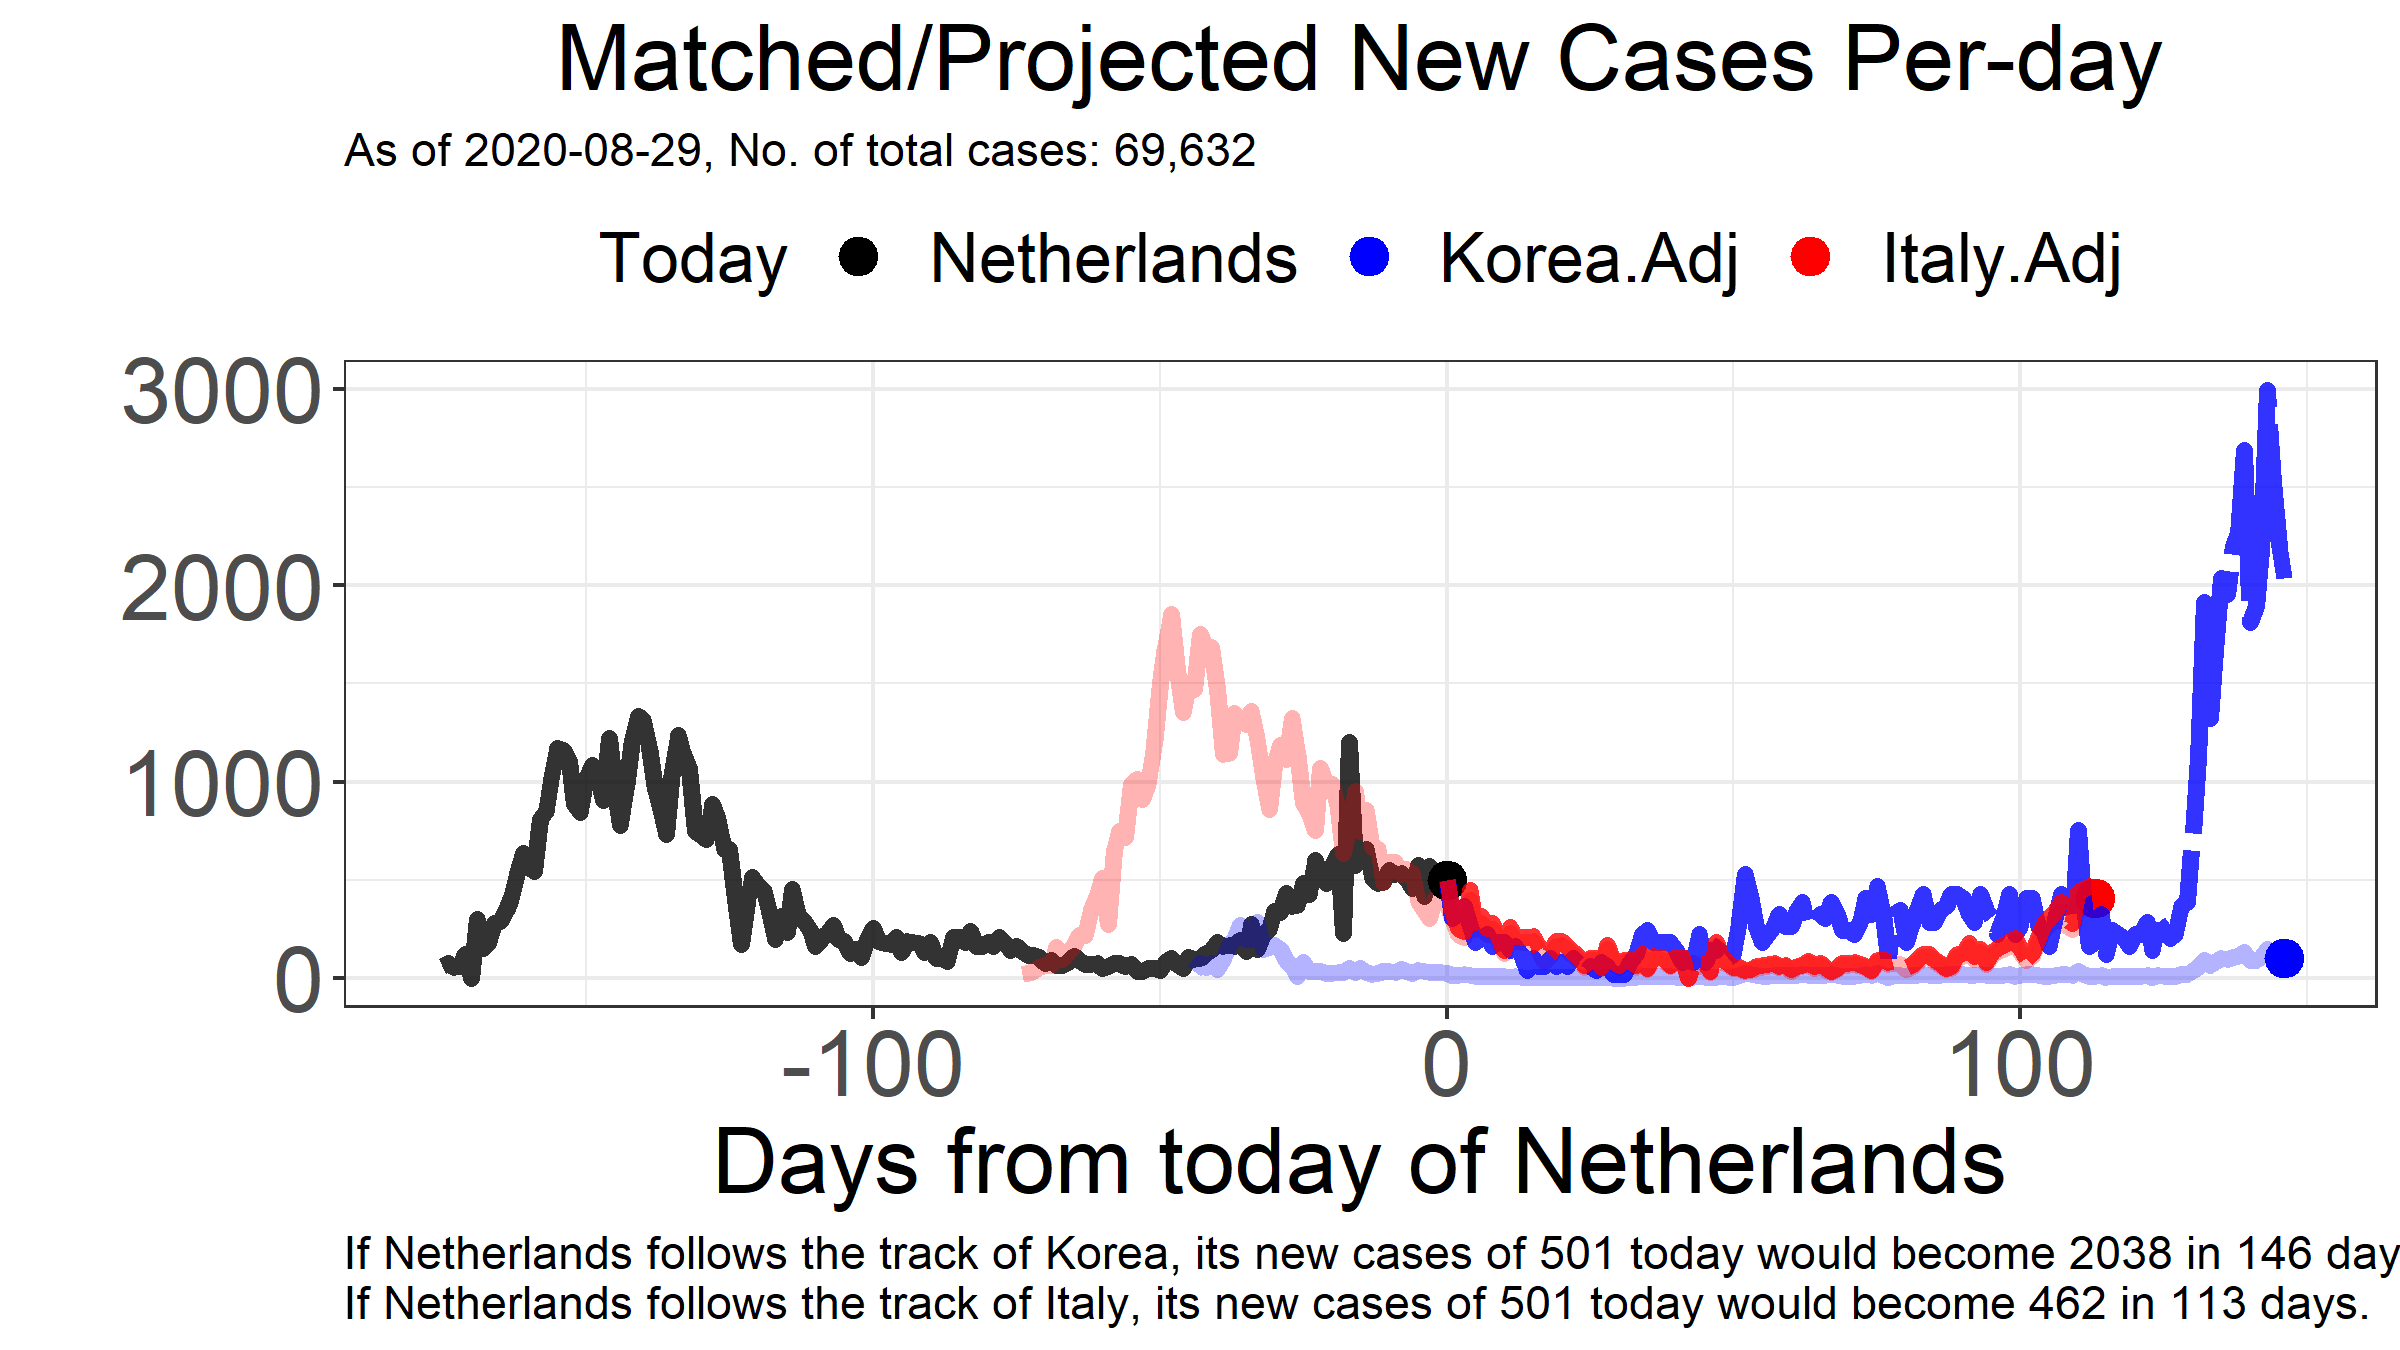 Matched/Projected New Cases Per-day
As of 2020-08-29, No. of total cases: 69,632
Today Netherlands Korea.Adj Italy.Adj
3000
2000
1000
0
-100 0 100
Days from today of Netherlands
If Netherlands follows the track of Korea, its new cases of 501 today would become 2038 in 146 day
If Netherlands follows the track of Italy, its new cases of 501 today would become 462 in 113 days.